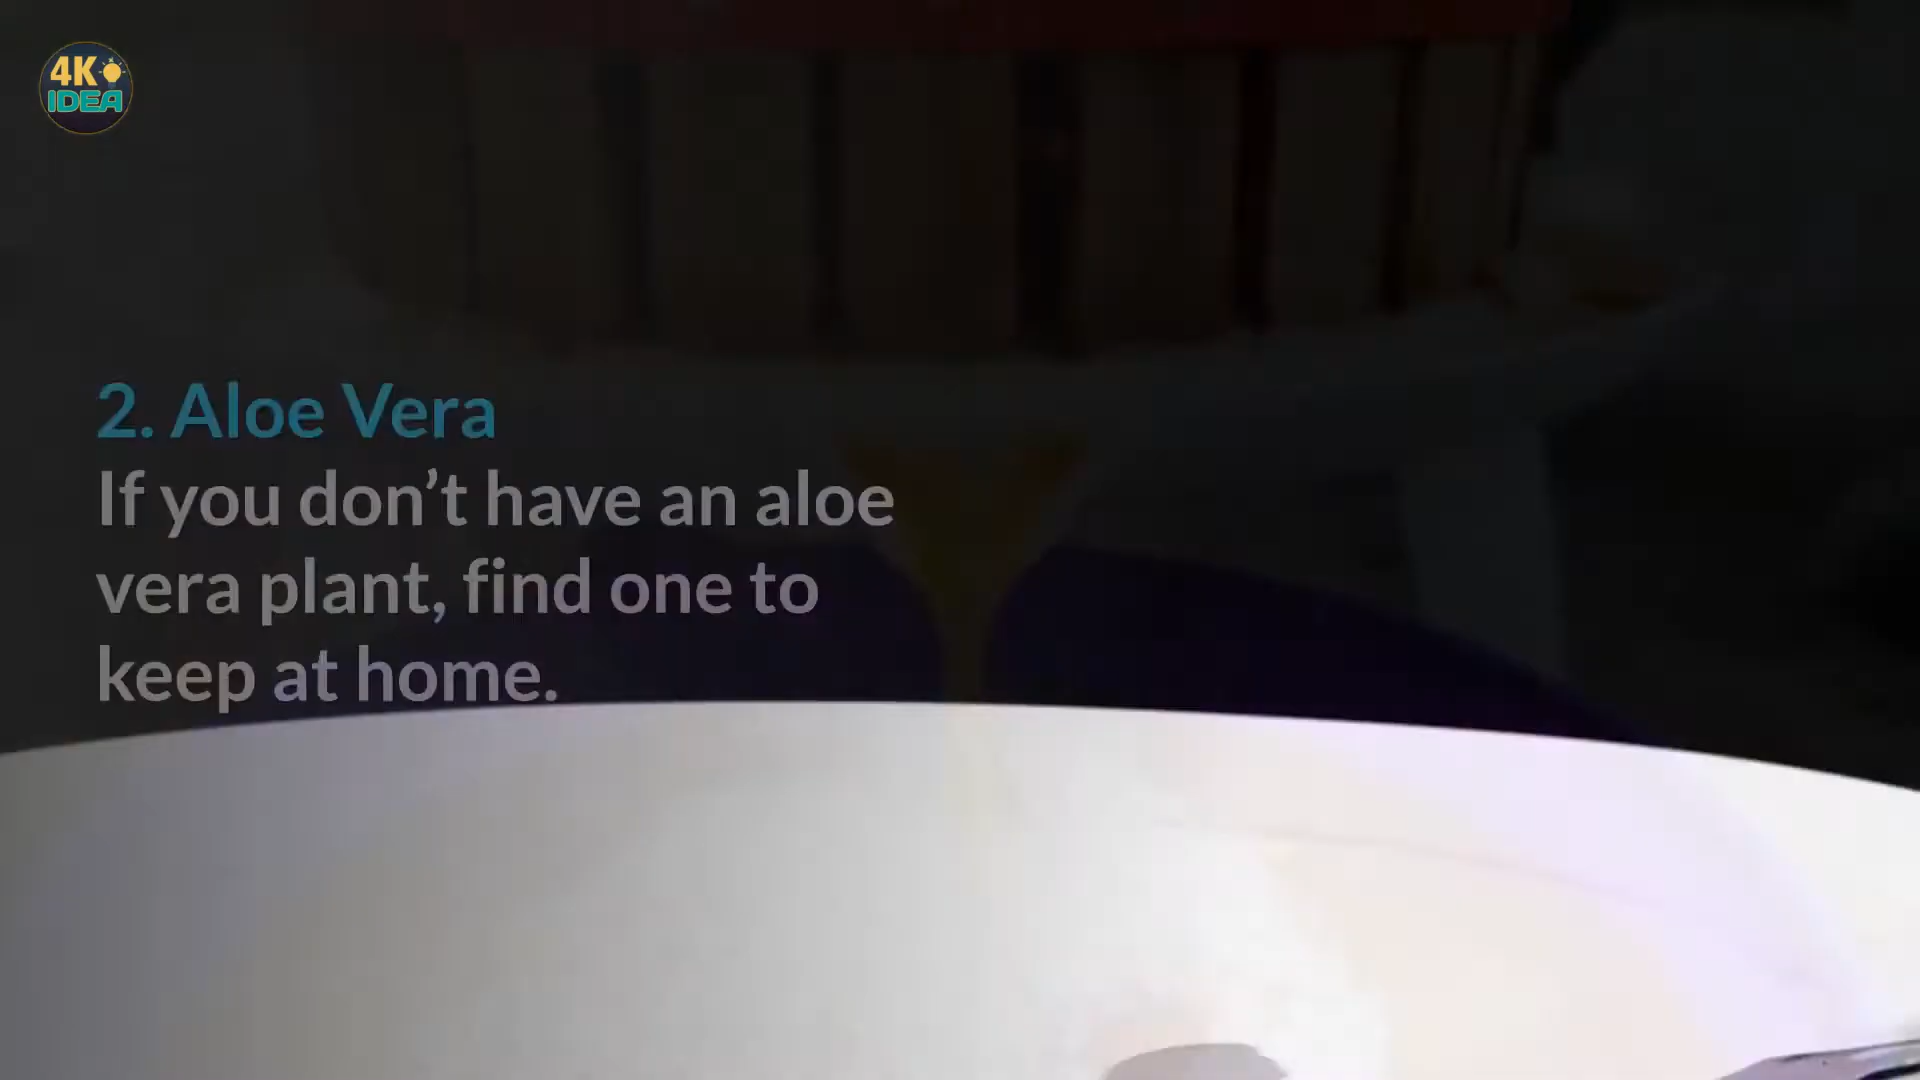 4K
IDEA
2. Aloe Vera
If you don’t have an aloe
vera plant, find one to
keep at home.